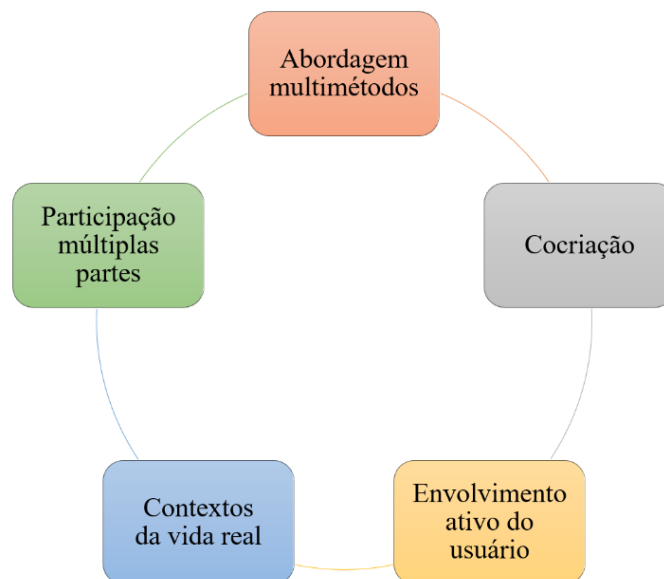 Abordagem
multimétodos
Participação
múltiplas
partes
Cocriação
Contextos
da vida real
Envolvimento
ativo do
usuário